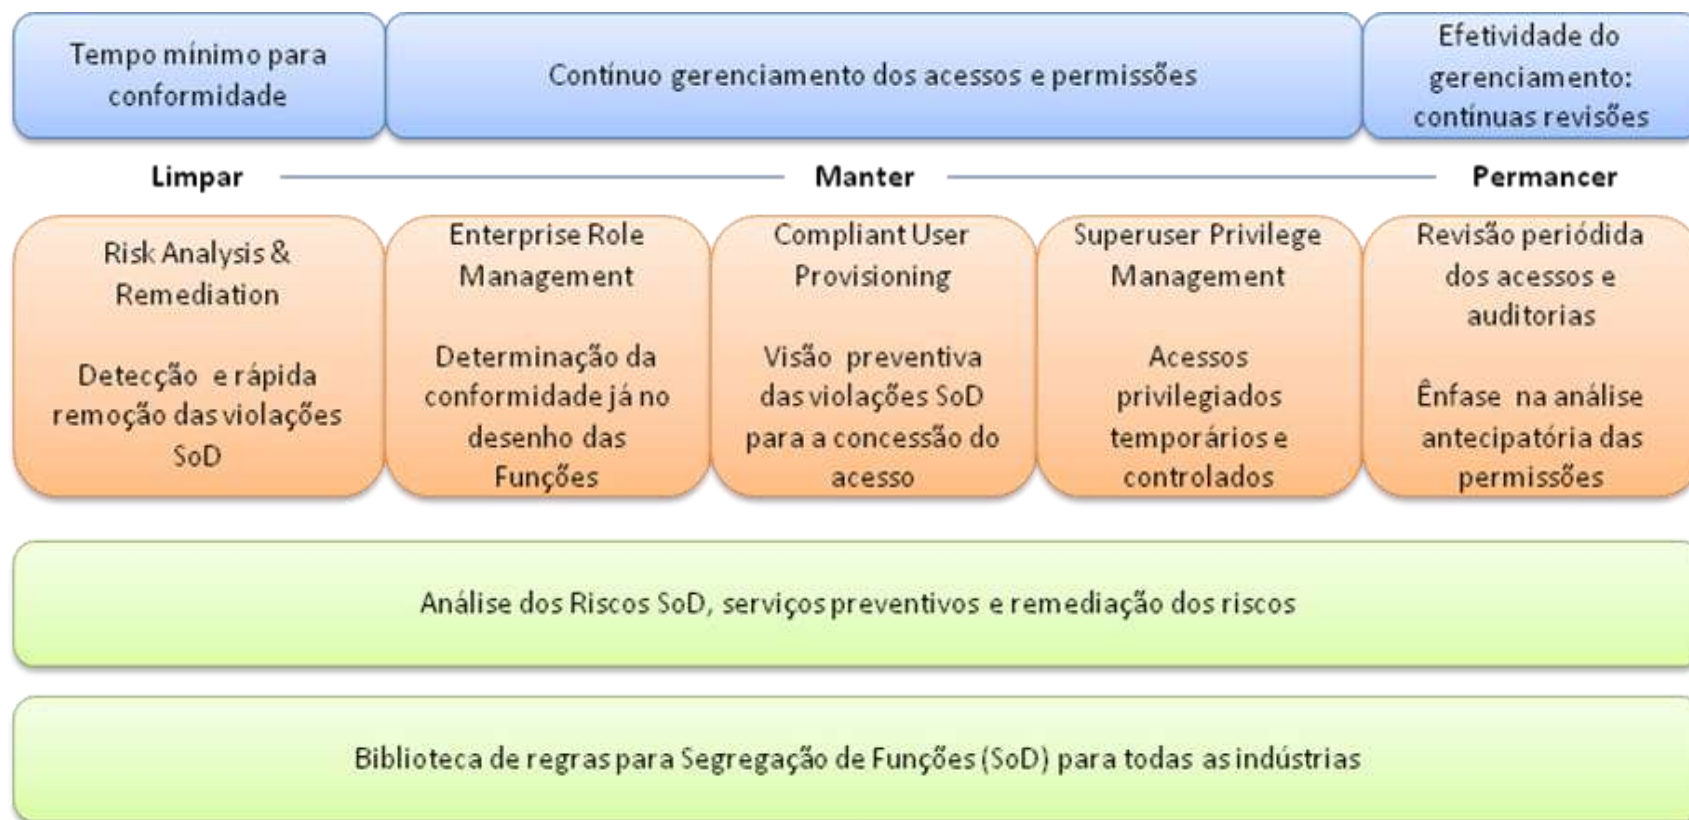 Tempo mínimo para
conformidade
Contínuo gerenciamento dos acessos e permissões
Efetividade do
gerenciamento:
contínuas revisões
Limpar
Manter
Permancer
Risk Analysis &
Remediation
Detecção e rápida
remoção das violações
SoD
Enterprise Role
Management
Determinação da
conformidade já no
desenho das
Funções
Compliant User
Provisioning
Visão preventiva
das violações SoD
para a concessão do
acesso
Superuser Privilege
Management
Acessos
privilegiados
temporários e
controlados
Revisão periódida
dos acessos e
auditorias
Ênfase na análise
antecipatória das
permissões
Análise dos Riscos SoD, serviços preventivos e remediação dos riscos
Biblioteca de regras para Segregação de Funções (SoD) para todas as indústrias